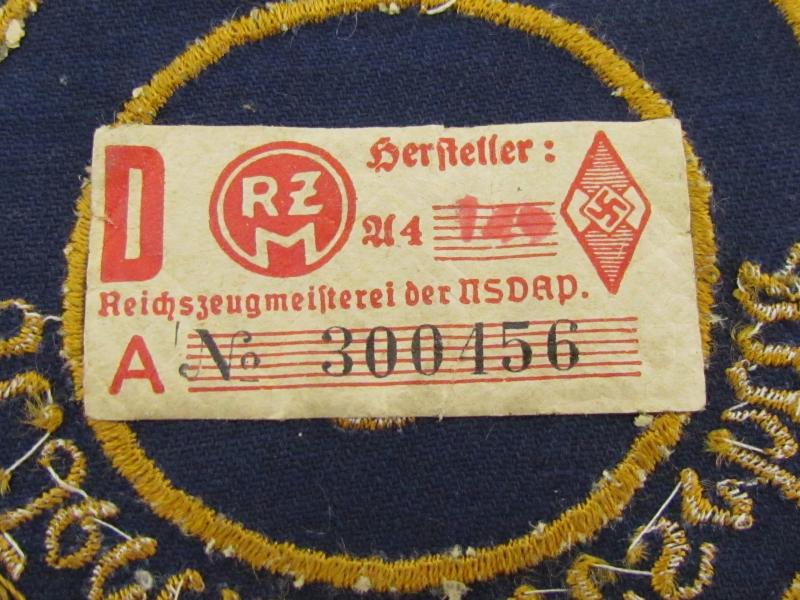 D RZM Hersteller:
A4
Reichszeugmeisterei der NSDAP.
A № 300456